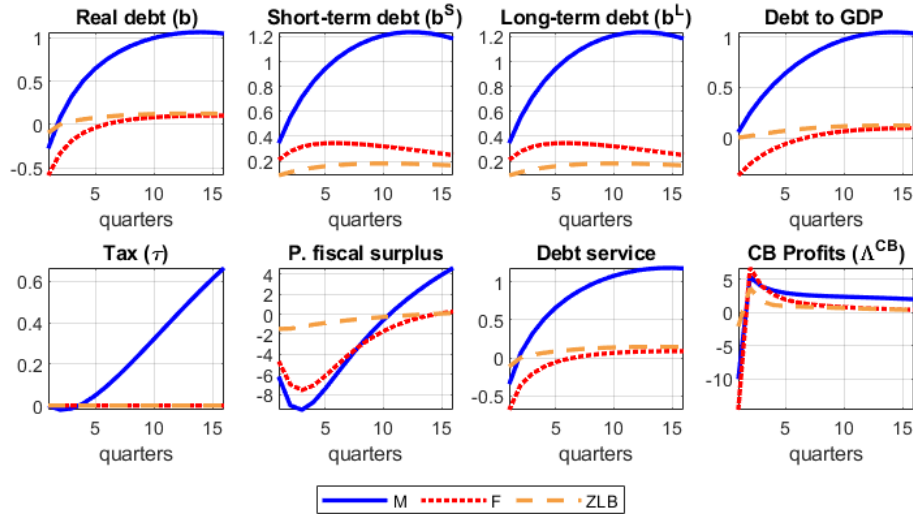 Real debt (b) Short-term debt (b^S) Long-term debt (b^L) Debt to GDP
1 0.5 0 -0.5
1.2 1 0.8 0.6 0.4 0.2
1.2 1 0.8 0.6 0.4 0.2
1 0
5 10 15 5 10 15 5 10 15 5 10 15
quarters quarters quarters quarters
Tax (τ) P. fiscal surplus Debt service CB Profits (Λ^CB)
0.6 0.4 0.2 0
4 2 0 -2 -4 -6 -8
1 0.5 0 -0.5
5 0 -10
5 10 15 5 10 15 5 10 15 5 10 15
quarters quarters quarters quarters
M F ZLB